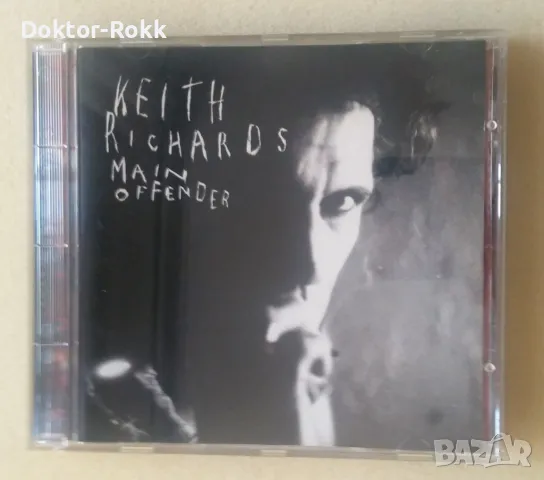 Doktor-Rokk
KEITH
RICHARDS
MAIN
OFFENDER
BAZAR